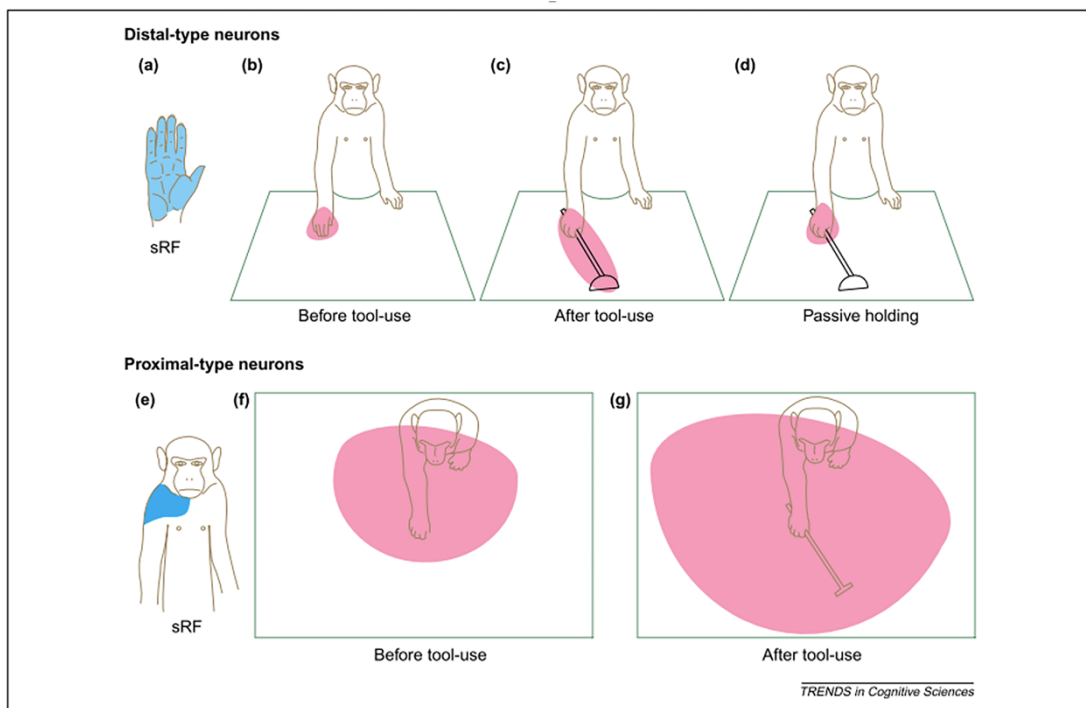 Distal-type neurons
(a)
(b)
(c)
(d)
sRF
Before tool-use
After tool-use
Passive holding
Proximal-type neurons
(e)
(f)
(g)
sRF
Before tool-use
After tool-use
TRENDS in Cognitive Sciences